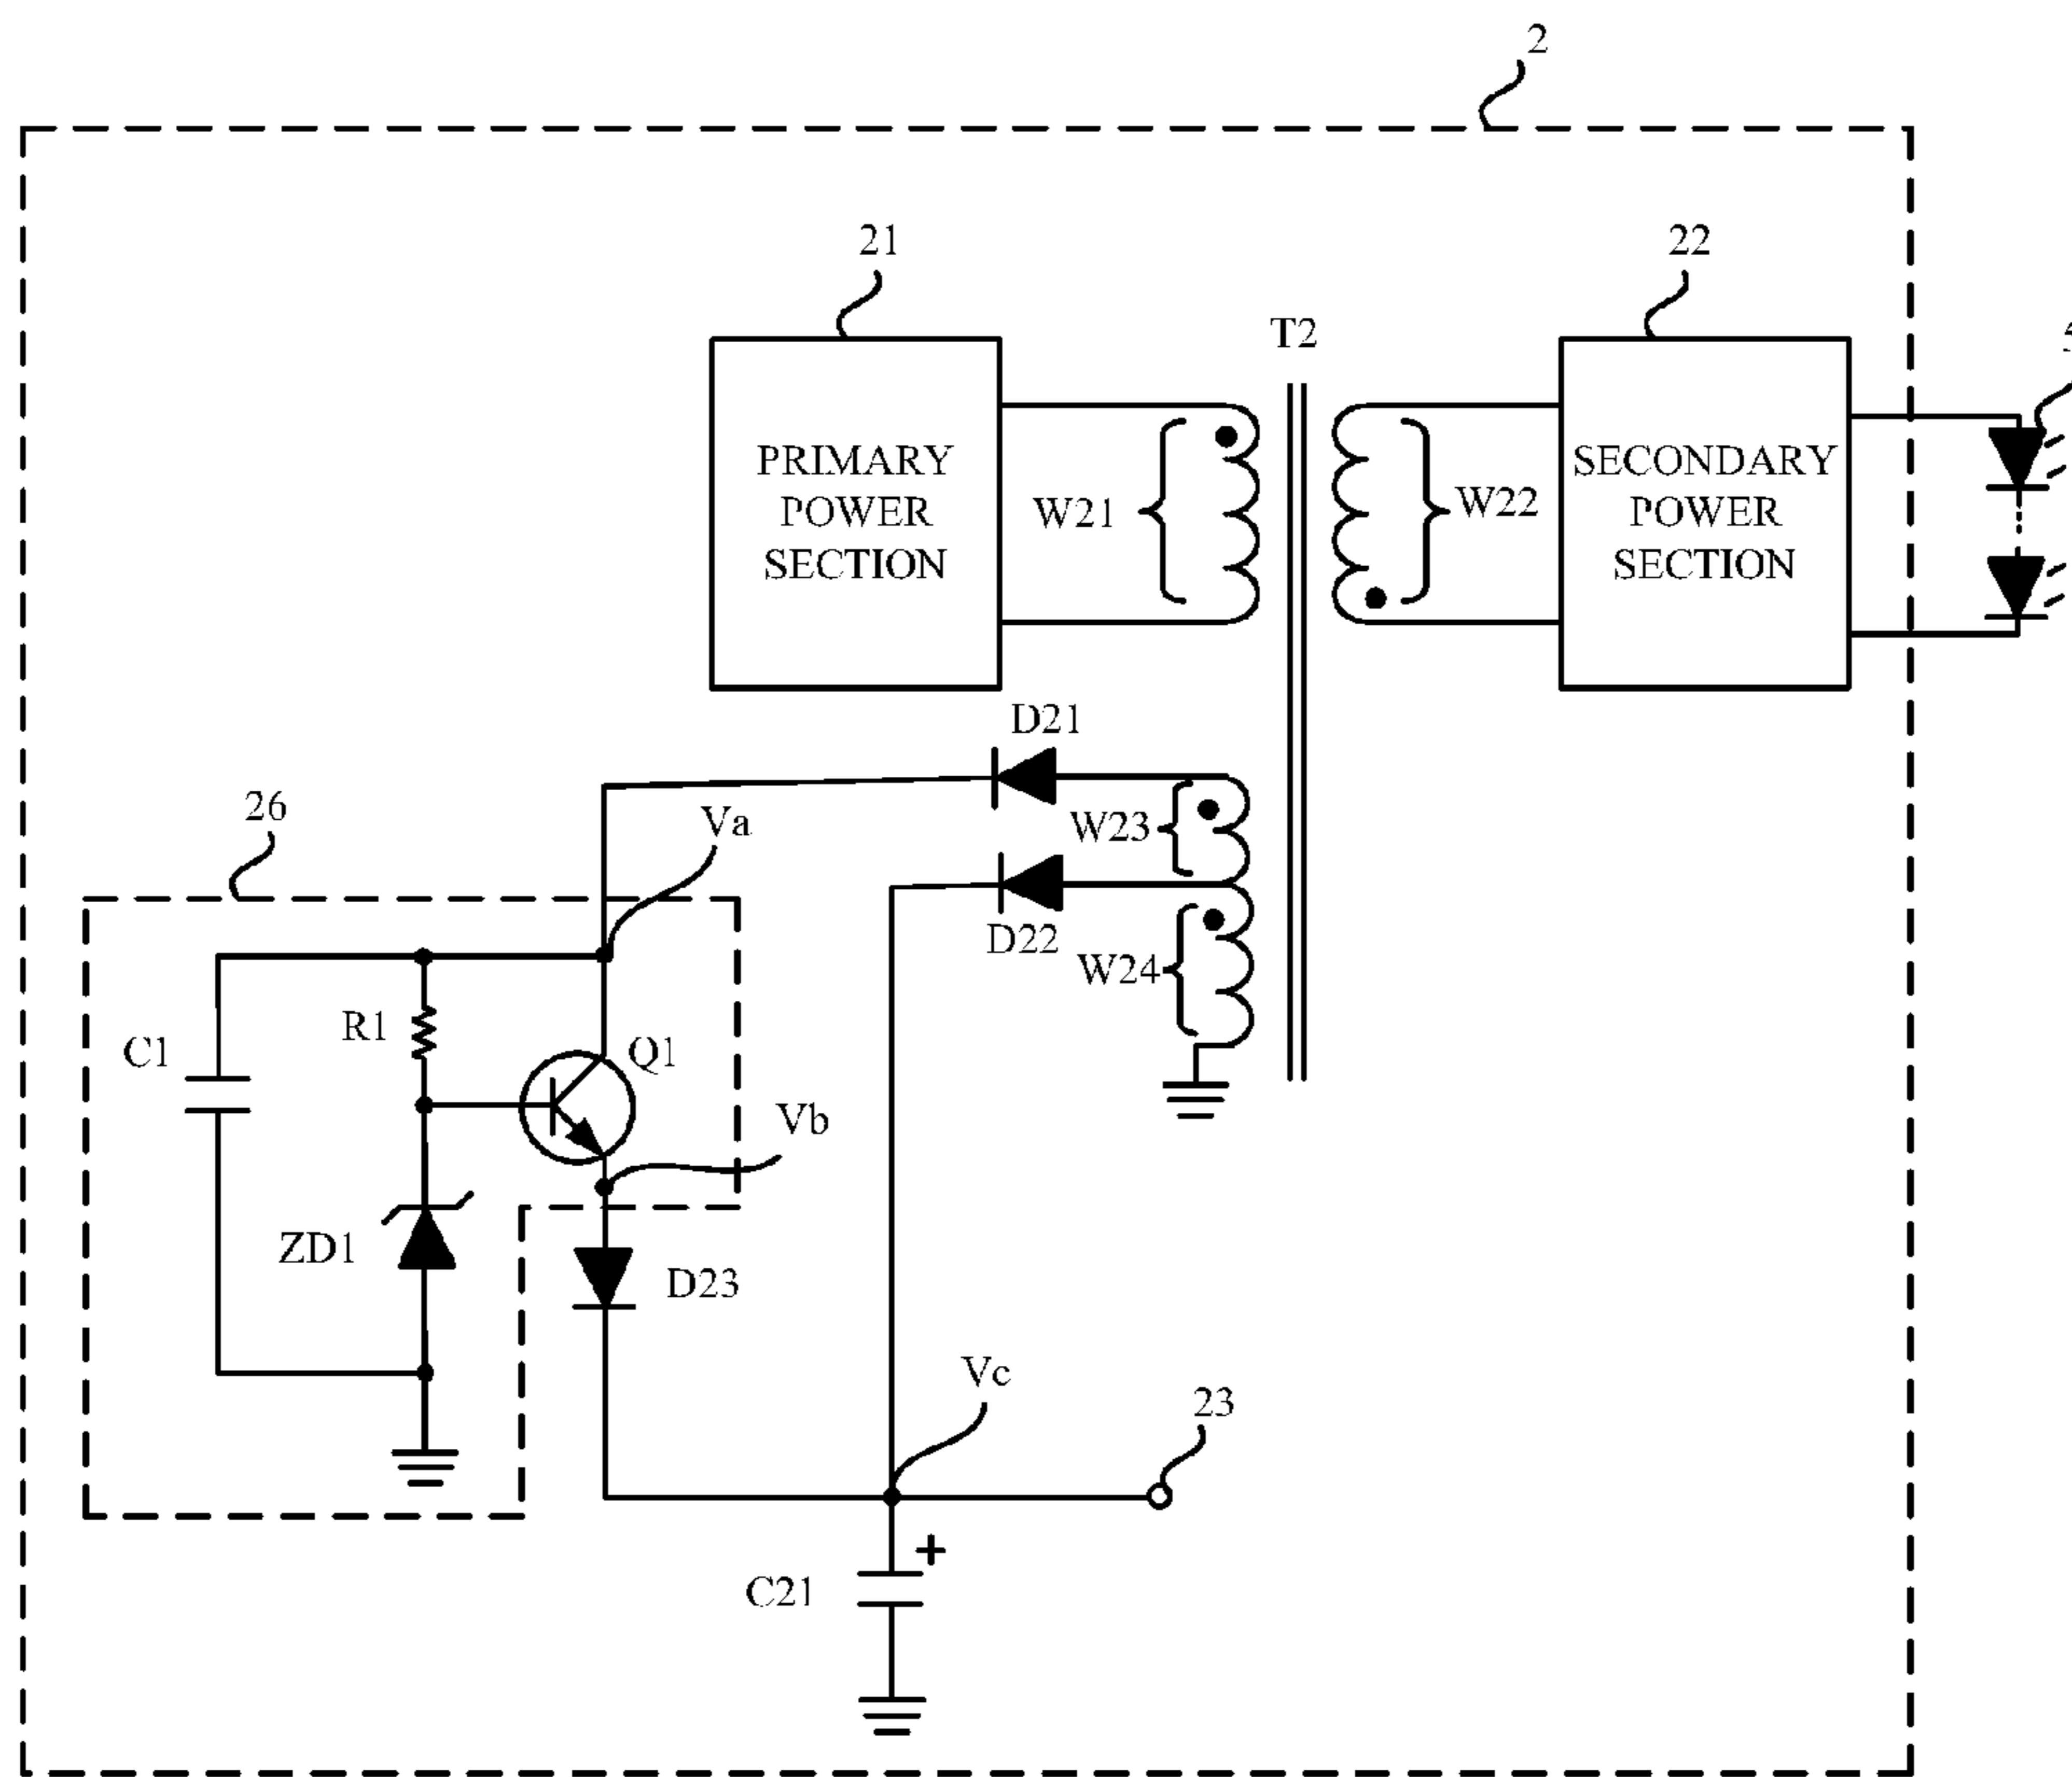 2
21
22
T2
PRIMARY
POWER
SECTION
W21
W22
SECONDARY
POWER
SECTION
D21
26
Va
W23
D22
W24
R1
C1
Q1
Vb
ZD1
D23
Vc
23
+
C21